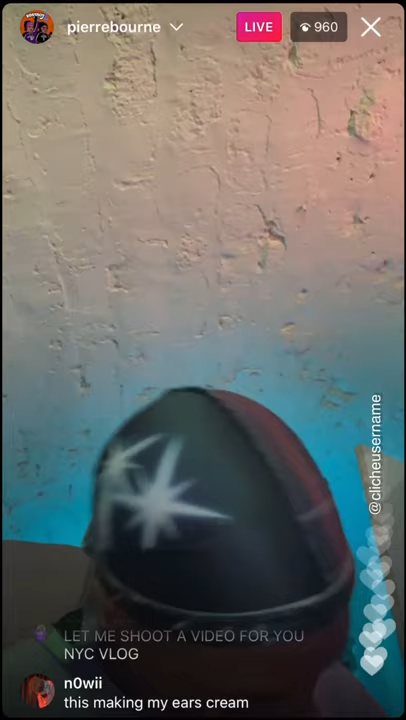 pierrebourne
LIVE
960
@clicheusername
LET ME SHOOT A VIDEO FOR YOU
NYC VLOG
n0wii
this making my ears cream